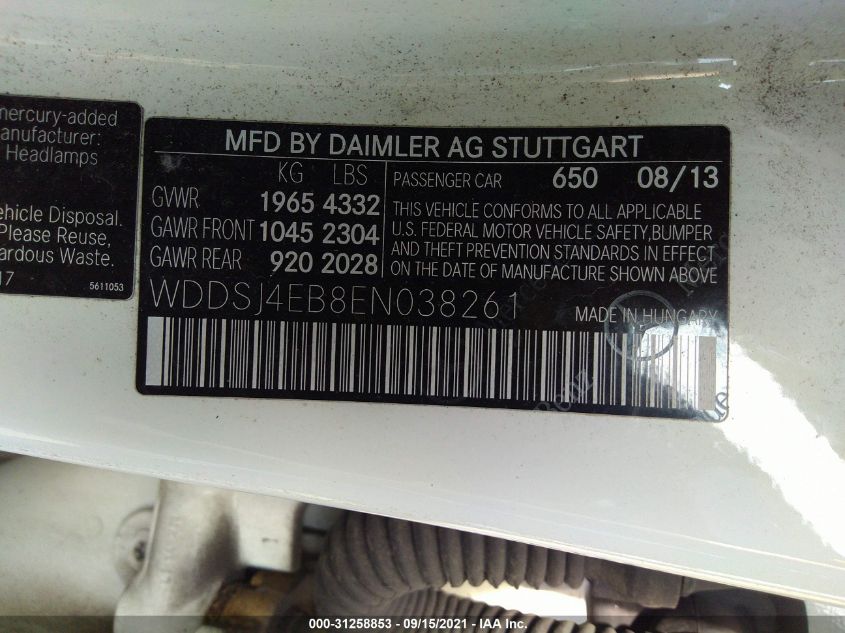 mercury-added
anufacturer:
Headlamps
ehicle Disposal.
Please Reuse,
ardous Waste.
17
5611053
MFD BY DAIMLER AG STUTTGART
KG LBS
GVWR 1965 4332
GAWR FRONT 1045 2304
GAWR REAR 920 2028
PASSENGER CAR 650 08/13
THIS VEHICLE CONFORMS TO ALL APPLICABLE
U.S. FEDERAL MOTOR VEHICLE SAFETY,BUMPER
AND THEFT PREVENTION STANDARDS IN EFFECT
ON THE DATE OF MANUFACTURE SHOWN ABOVE
WDDSJ4EB8EN038261
MADE IN HUNGARY
000-31258853 - 09/15/2021 - IAA Inc.